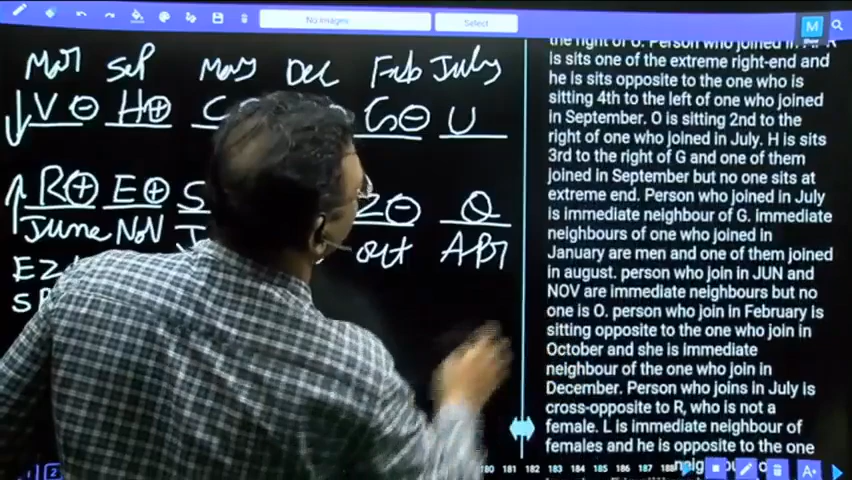 No images Select
M
Mar Sep May Dec Feb July
V⊖ H⊕ G⊖ U
R⊕ E⊕ S Z⊖ Q
June Nov J Oct APr
E Z
S
the right of O. Person who joined in APR
is sits one of the extreme right-end and
he is sits opposite to the one who is
sitting 4th to the left of one who joined
in September. O is sitting 2nd to the
right of one who joined in July. H is sits
3rd to the right of G and one of them
joined in September but no one sits at
extreme end. Person who joined in July
is immediate neighbour of G. immediate
neighbours of one who joined in
January are men and one of them joined
in august. person who join in JUN and
NOV are immediate neighbours but no
one is O. person who join in February is
sitting opposite to the one who join in
October and she is immediate
neighbour of the one who join in
December. Person who joins in July is
cross-opposite to R, who is not a
female. L is immediate neighbour of
females and he is opposite to the one
2 180 181 182 183 184 185 186 187 188